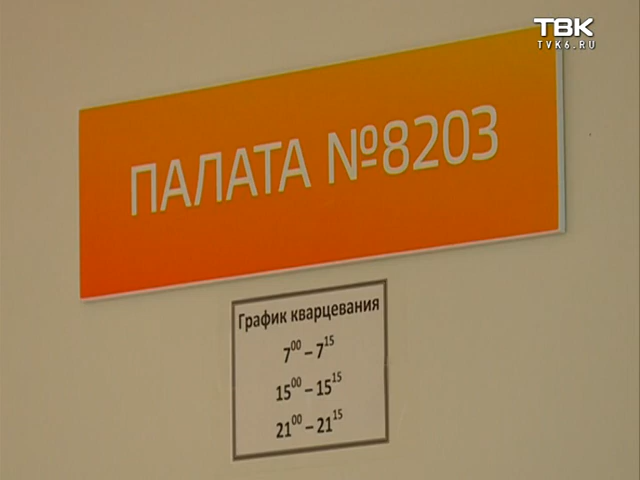 ТВК
TVK6.RU
ПАЛАТА №8203
График кварцевания
7⁰⁰ – 7¹⁵
15⁰⁰ – 15¹⁵
21⁰⁰ – 21¹⁵